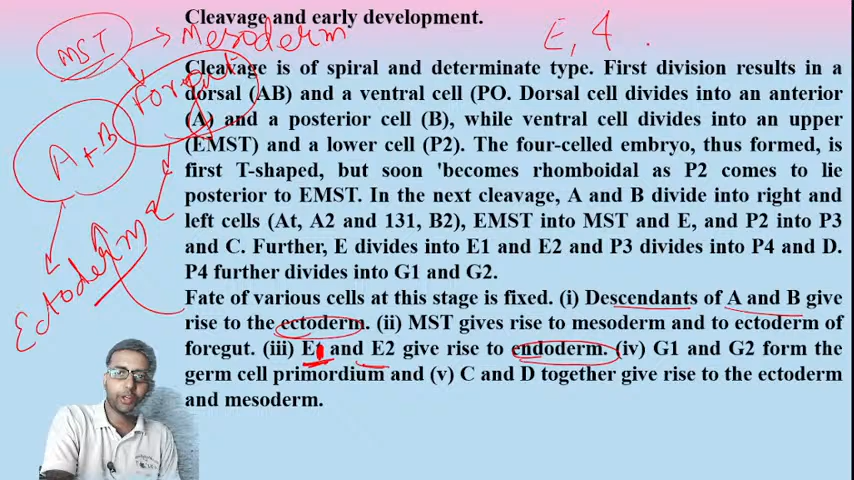 Cleavage and early development.
MST → Mesoderm
E, 4
Foregut
A + B
Ectoderm
Cleavage is of spiral and determinate type. First division results in a
dorsal (AB) and a ventral cell (PO. Dorsal cell divides into an anterior
(A) and a posterior cell (B), while ventral cell divides into an upper
(EMST) and a lower cell (P2). The four-celled embryo, thus formed, is
first T-shaped, but soon 'becomes rhomboidal as P2 comes to lie
posterior to EMST. In the next cleavage, A and B divide into right and
left cells (At, A2 and 131, B2), EMST into MST and E, and P2 into P3
and C. Further, E divides into E1 and E2 and P3 divides into P4 and D.
P4 further divides into G1 and G2.
Fate of various cells at this stage is fixed. (i) Descendants of A and B give
rise to the ectoderm. (ii) MST gives rise to mesoderm and to ectoderm of
foregut. (iii) Et and E2 give rise to endoderm. (iv) G1 and G2 form the
germ cell primordium and (v) C and D together give rise to the ectoderm
and mesoderm.